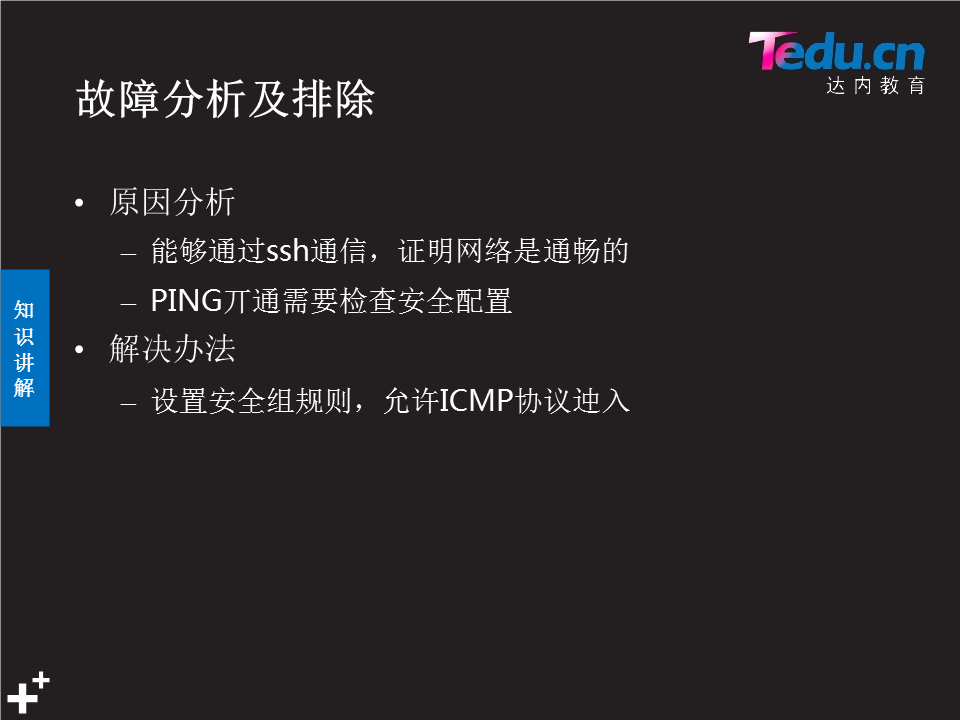 Tedu.cn
达内教育
故障分析及排除
• 原因分析
– 能够通过ssh通信，证明网络是通畅的
– PING丌通需要检查安全配置
• 解决办法
– 设置安全组规则，允许ICMP协议迚入
知
识
讲
解